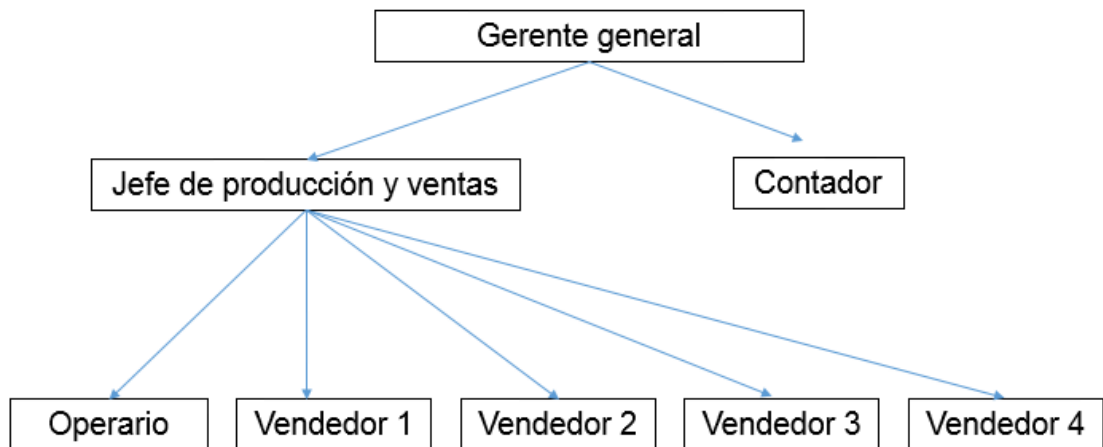 Gerente general
Jefe de producción y ventas
Contador
Operario
Vendedor 1
Vendedor 2
Vendedor 3
Vendedor 4